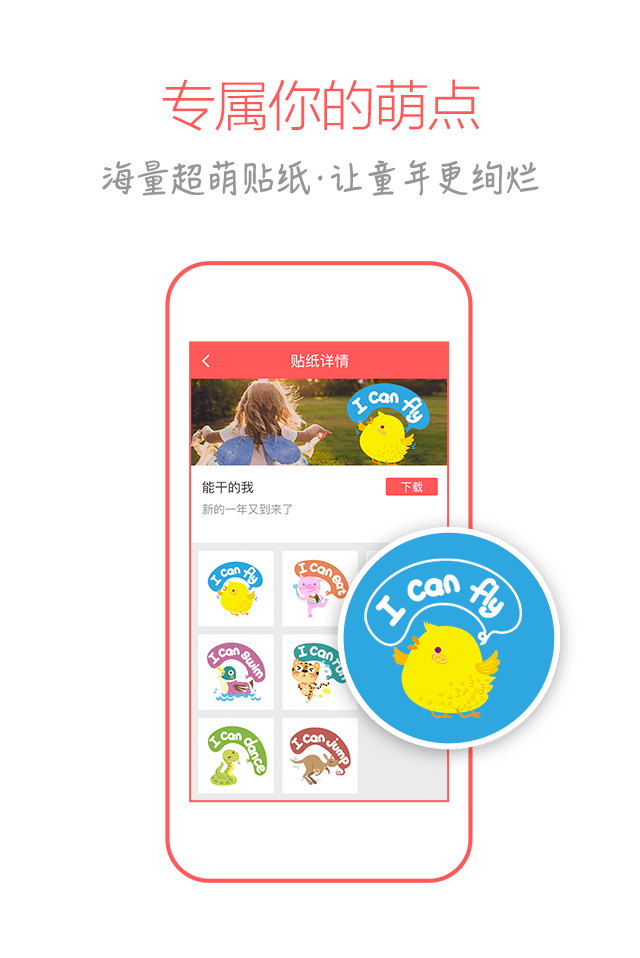 专属你的萌点
海量超萌贴纸·让童年更绚烂
贴纸详情
I can fly
能干的我
下载
新的一年又到来了
I can fly
I can eat
I can fly
I can swim
I can run
I can dance
I can jump